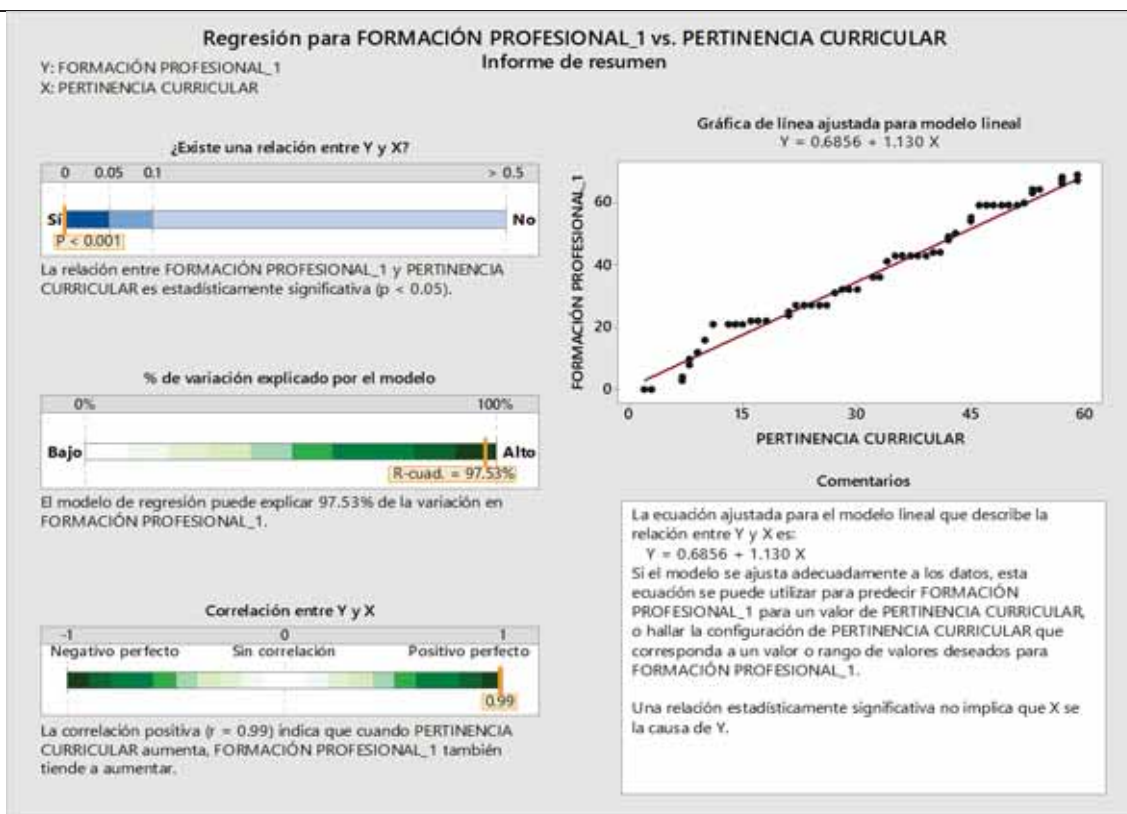 Regresión para FORMACIÓN PROFESIONAL_1 vs. PERTINENCIA CURRICULAR
Informe de resumen
Y: FORMACIÓN PROFESIONAL_1
X: PERTINENCIA CURRICULAR
¿Existe una relación entre Y y X?
0 0.05 0.1 > 0.5
Sí No
P < 0.001
La relación entre FORMACIÓN PROFESIONAL_1 y PERTINENCIA
CURRICULAR es estadísticamente significativa (p < 0.05).
% de variación explicado por el modelo
0% 100%
Bajo Alto
R-cuad. = 97.53%
El modelo de regresión puede explicar 97.53% de la variación en
FORMACIÓN PROFESIONAL_1.
Correlación entre Y y X
-1 0 1
Negativo perfecto Sin correlación Positivo perfecto
0.99
La correlación positiva (r = 0.99) indica que cuando PERTINENCIA
CURRICULAR aumenta, FORMACIÓN PROFESIONAL_1 también
tiende a aumentar.
Gráfica de línea ajustada para modelo lineal
Y = 0.6856 + 1.130 X
FORMACIÓN PROFESIONAL_1
60
40
20
0
0 15 30 45 60
PERTINENCIA CURRICULAR
Comentarios
La ecuación ajustada para el modelo lineal que describe la
relación entre Y y X es:
Y = 0.6856 + 1.130 X
Si el modelo se ajusta adecuadamente a los datos, esta
ecuación se puede utilizar para predecir FORMACIÓN
PROFESIONAL_1 para un valor de PERTINENCIA CURRICULAR,
o hallar la configuración de PERTINENCIA CURRICULAR que
corresponda a un valor o rango de valores deseados para
FORMACIÓN PROFESIONAL_1.
Una relación estadísticamente significativa no implica que X se
la causa de Y.